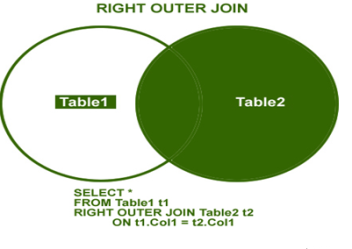 RIGHT OUTER JOIN
Table1
Table2
SELECT *
FROM Table1 t1
RIGHT OUTER JOIN Table2 t2
ON t1.Col1 = t2.Col1